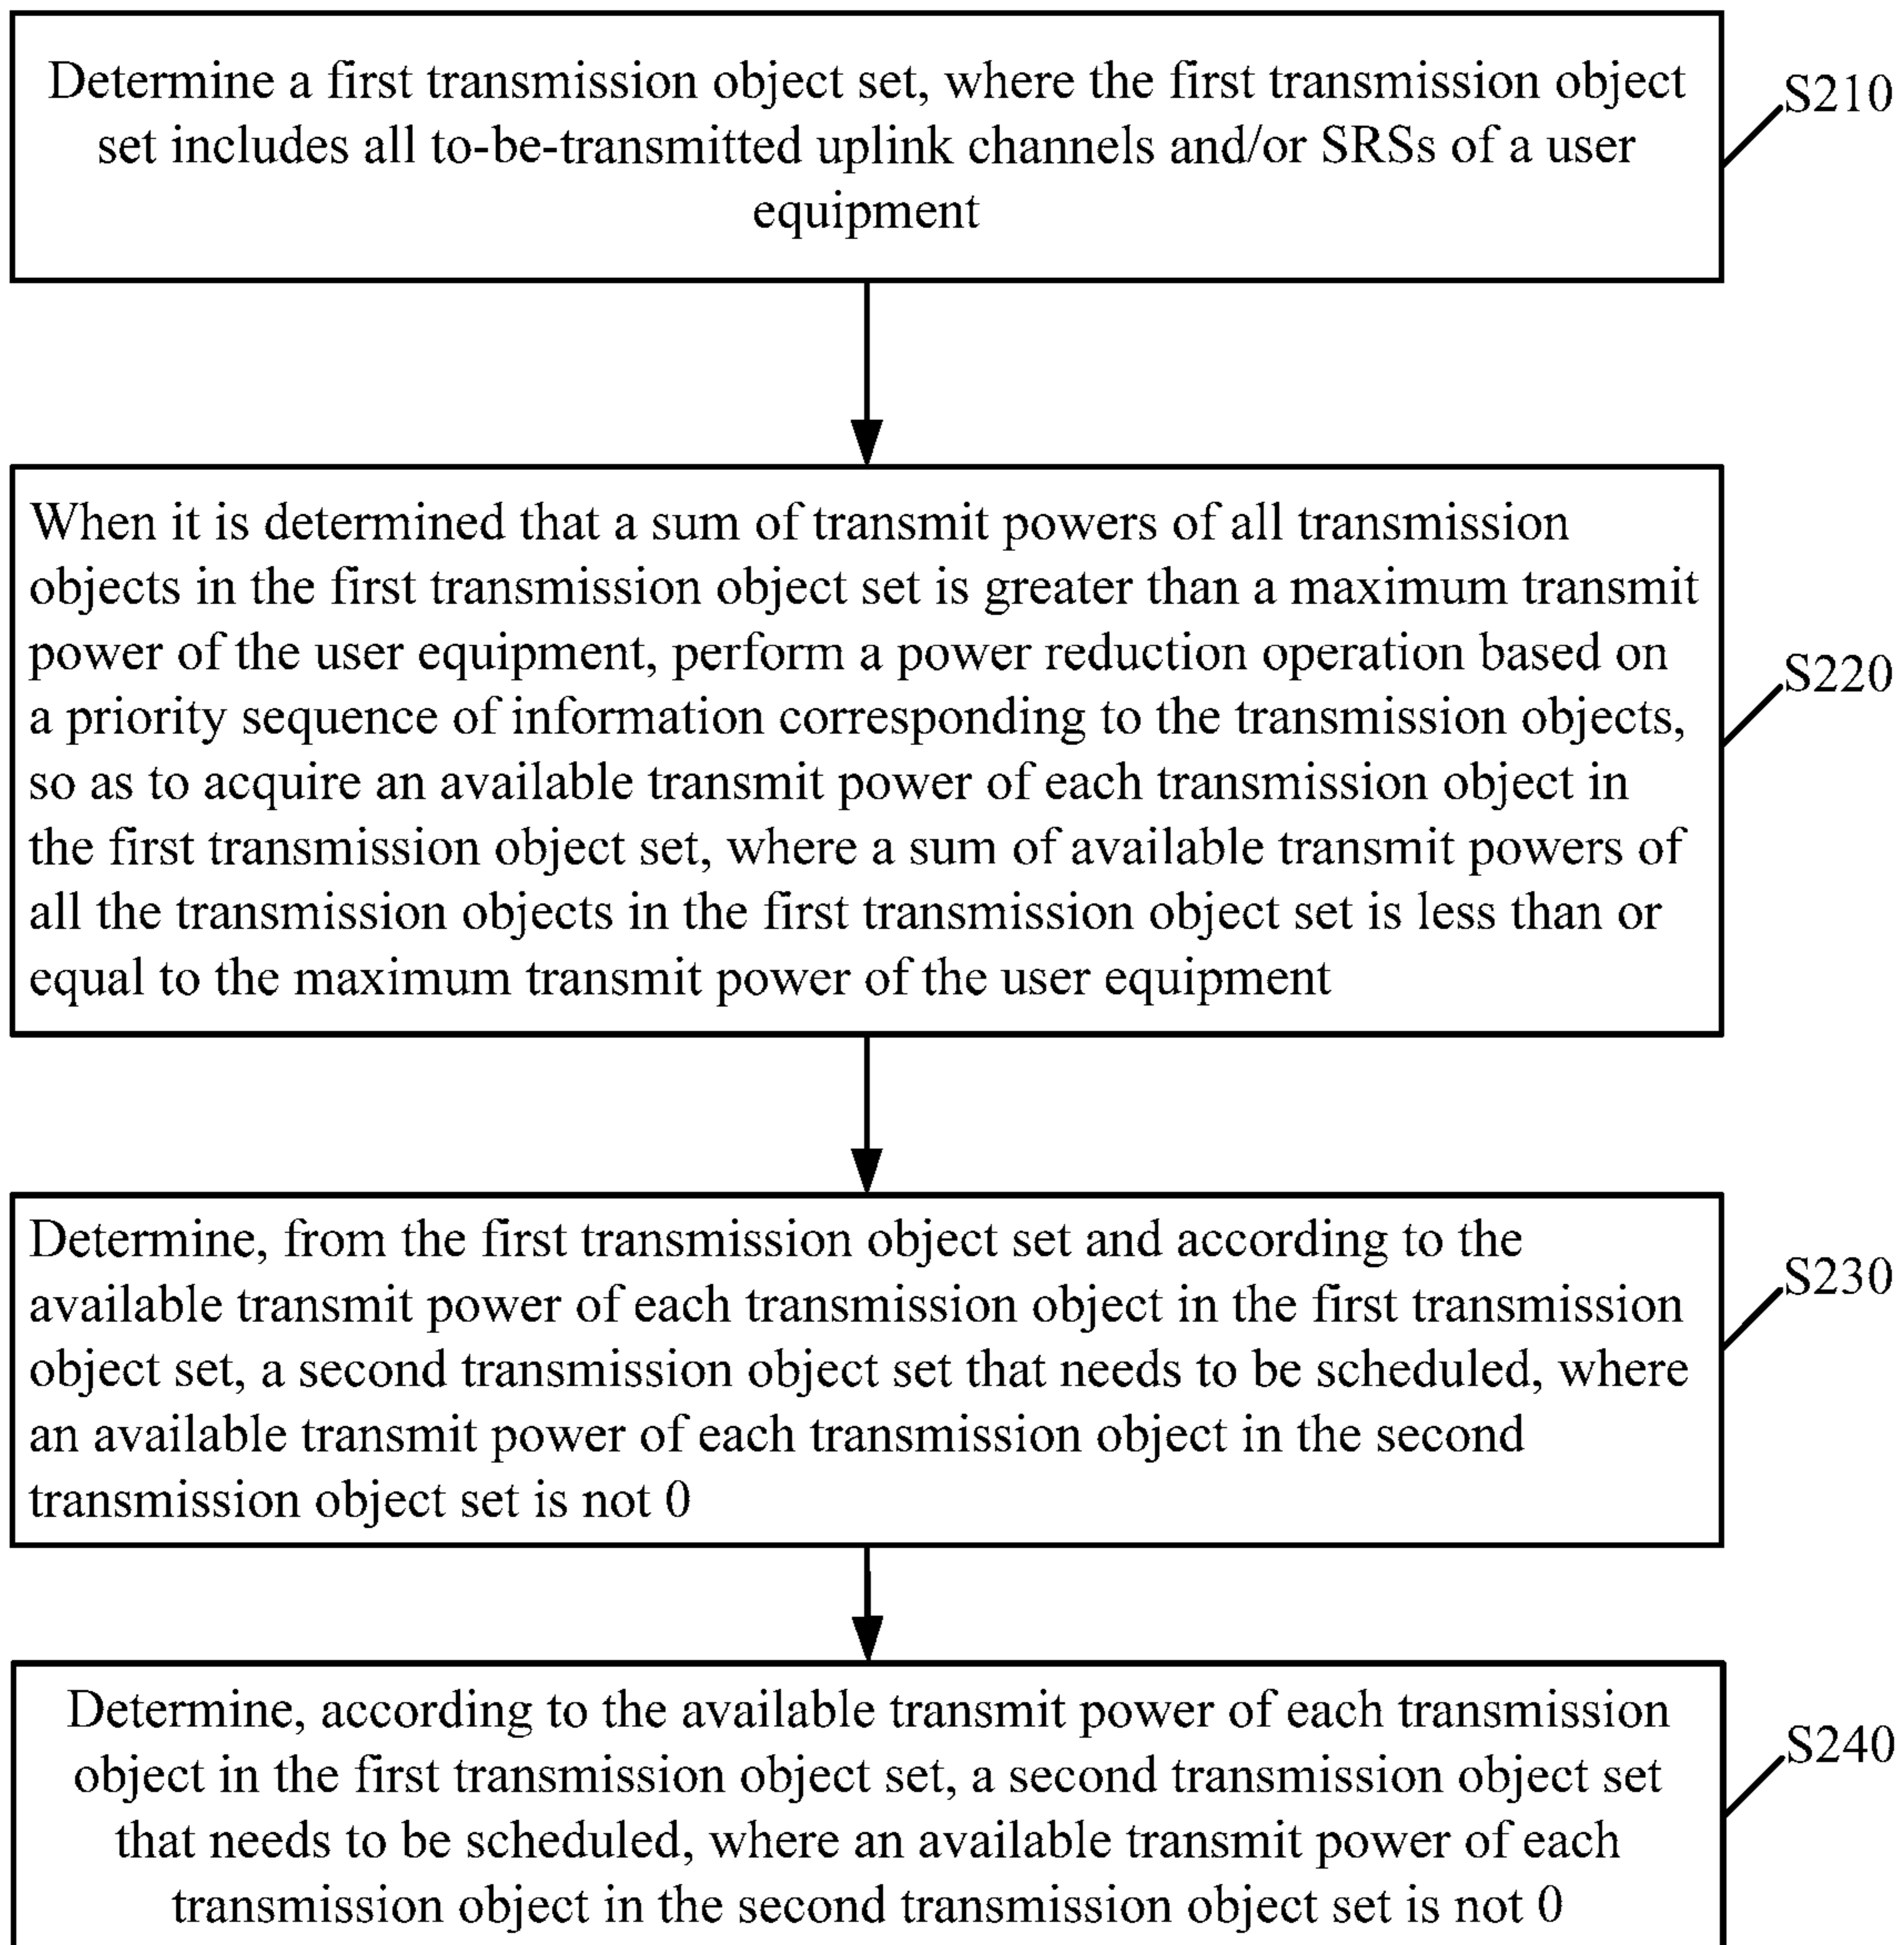 Determine a first transmission object set, where the first transmission object
set includes all to-be-transmitted uplink channels and/or SRSs of a user
equipment
S210
When it is determined that a sum of transmit powers of all transmission
objects in the first transmission object set is greater than a maximum transmit
power of the user equipment, perform a power reduction operation based on
a priority sequence of information corresponding to the transmission objects,
so as to acquire an available transmit power of each transmission object in
the first transmission object set, where a sum of available transmit powers of
all the transmission objects in the first transmission object set is less than or
equal to the maximum transmit power of the user equipment
S220
Determine, from the first transmission object set and according to the
available transmit power of each transmission object in the first transmission
object set, a second transmission object set that needs to be scheduled, where
an available transmit power of each transmission object in the second
transmission object set is not 0
S230
Determine, according to the available transmit power of each transmission
object in the first transmission object set, a second transmission object set
that needs to be scheduled, where an available transmit power of each
transmission object in the second transmission object set is not 0
S240